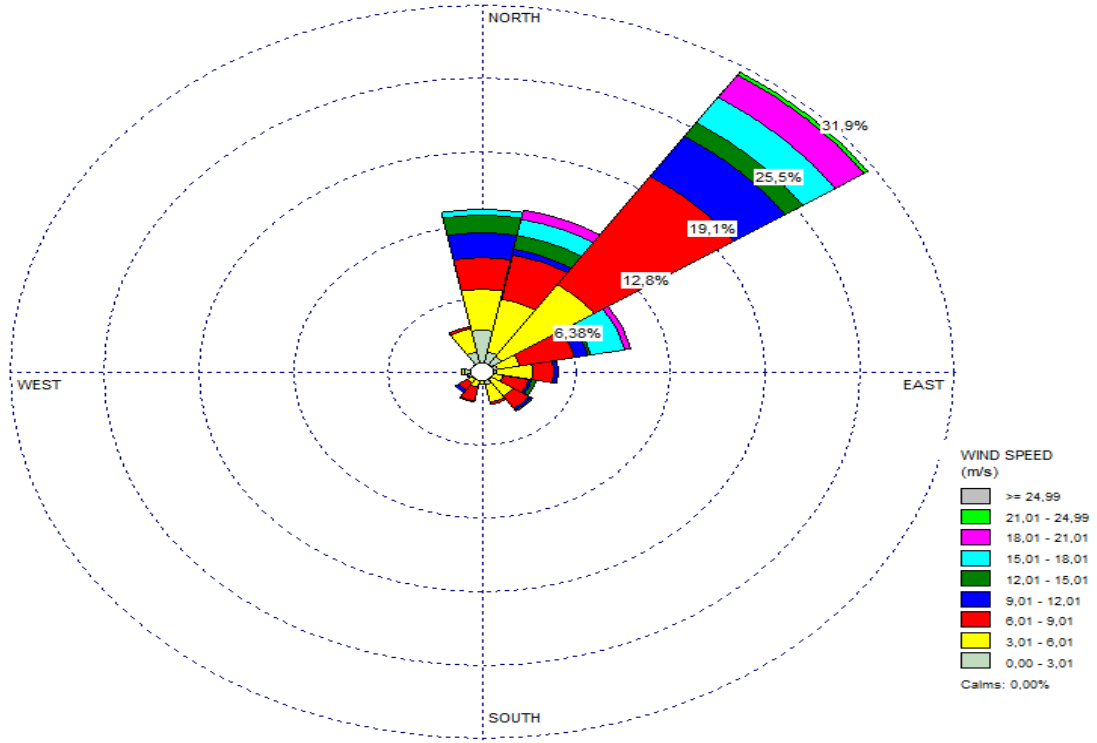 NORTH
31,9%
25,5%
19,1%
12,8%
6,38%
WEST
EAST
WIND SPEED
(m/s)
>= 24,99
21,01 - 24,99
18,01 - 21,01
15,01 - 18,01
12,01 - 15,01
9,01 - 12,01
6,01 - 9,01
3,01 - 6,01
0,00 - 3,01
Calms: 0,00%
SOUTH